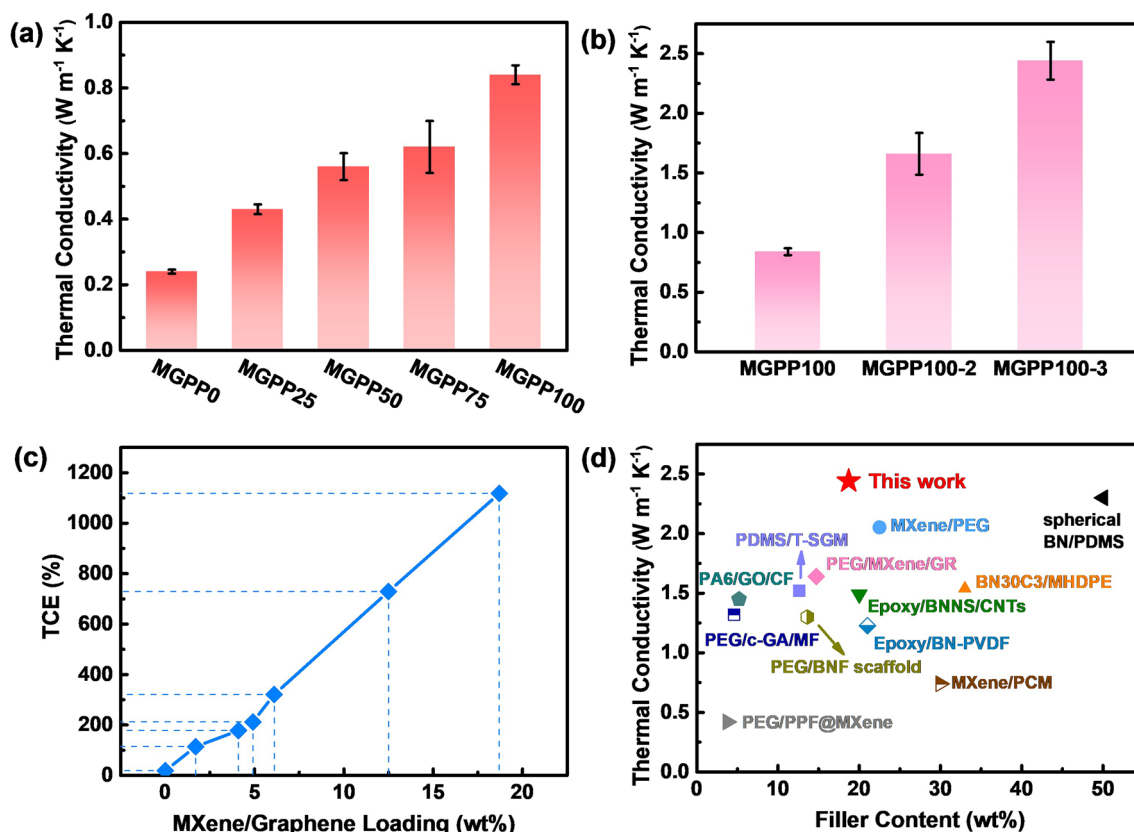 (a)
Thermal Conductivity (W m⁻¹ K⁻¹)
1.0
0.8
0.6
0.4
0.2
0.0
MGPP0
MGPP25
MGPP50
MGPP75
MGPP100
(b)
Thermal Conductivity (W m⁻¹ K⁻¹)
2.5
2.0
1.5
1.0
0.5
0.0
MGPP100 MGPP100-2 MGPP100-3
(c)
TCE (%)
1200
1000
800
600
400
200
0
0 5 10 15 20
MXene/Graphene Loading (wt%)
(d)
Thermal Conductivity (W m⁻¹ K⁻¹)
2.5
2.0
1.5
1.0
0.5
0.0
This work
MXene/PEG
spherical
BN/PDMS
PDMS/T-SGM
PEG/MXene/GR
PA6/GO/CF
BN30C3/MHDPE
Epoxy/BNNS/CNTs
PEG/c-GA/MF
Epoxy/BN-PVDF
PEG/BNF scaffold
MXene/PCM
PEG/PPF@MXene
0 10 20 30 40 50
Filler Content (wt%)